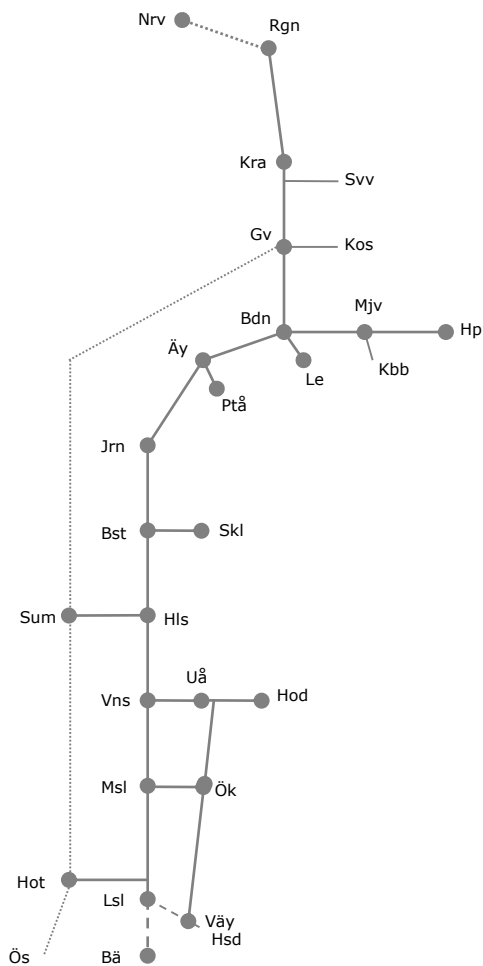 Nrv
Rgn
Kra
Svv
Gv
Kos
Bdn
Mjv
Hp
Äy
Le
Kbb
Ptå
Jrn
Bst
Skl
Sum
Hls
Uå
Vns
Hod
Msl
Ök
Hot
Lsl
Väy
Hsd
Ös
Bä